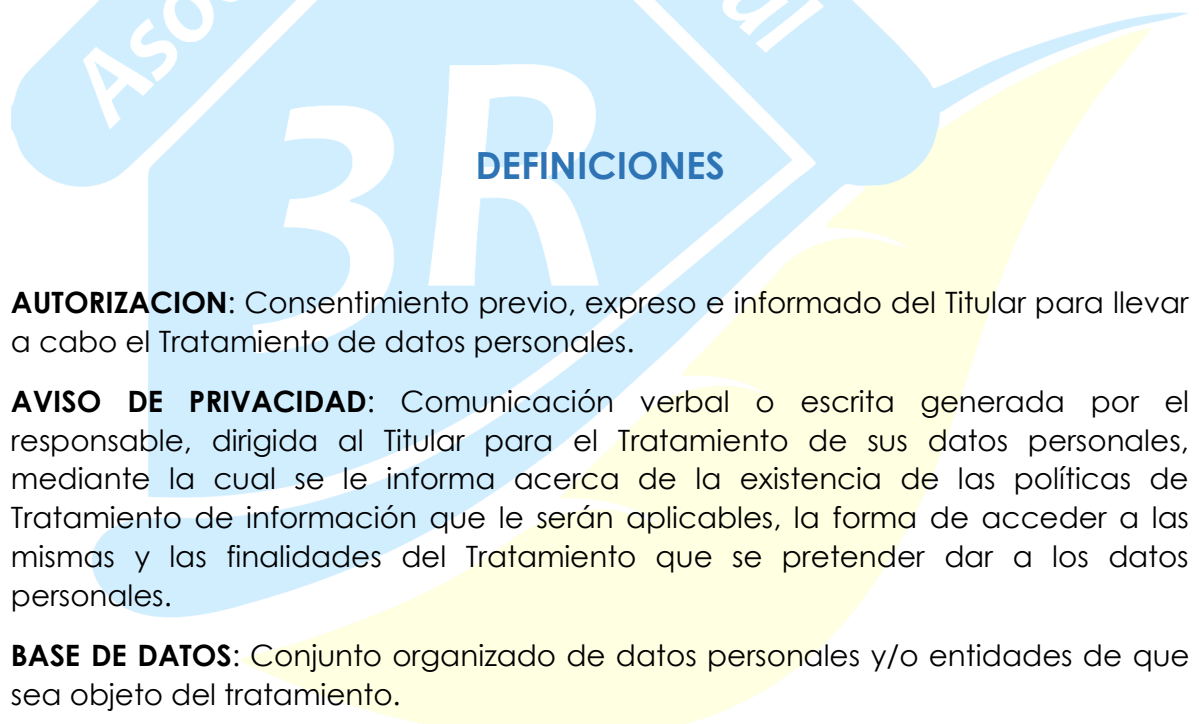 Aso
ul
3R
DEFINICIONES
AUTORIZACION: Consentimiento previo, expreso e informado del Titular para llevar
a cabo el Tratamiento de datos personales.
AVISO DE PRIVACIDAD: Comunicación verbal o escrita generada por el
responsable, dirigida al Titular para el Tratamiento de sus datos personales,
mediante la cual se le informa acerca de la existencia de las políticas de
Tratamiento de información que le serán aplicables, la forma de acceder a las
mismas y las finalidades del Tratamiento que se pretender dar a los datos
personales.
BASE DE DATOS: Conjunto organizado de datos personales y/o entidades de que
sea objeto del tratamiento.